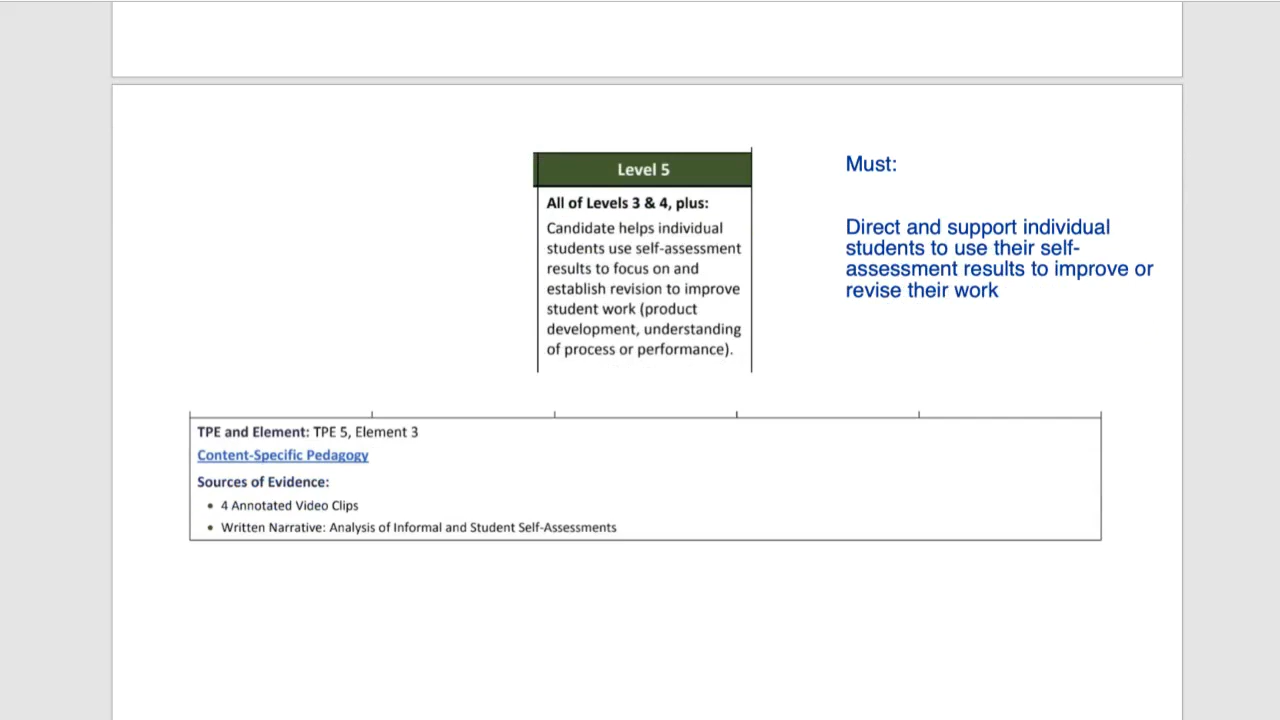 Level 5
All of Levels 3 & 4, plus:
Candidate helps individual
students use self-assessment
results to focus on and
establish revision to improve
student work (product
development, understanding
of process or performance).
Must:
Direct and support individual
students to use their self-
assessment results to improve or
revise their work
TPE and Element: TPE 5, Element 3
Content-Specific Pedagogy
Sources of Evidence:
• 4 Annotated Video Clips
• Written Narrative: Analysis of Informal and Student Self-Assessments